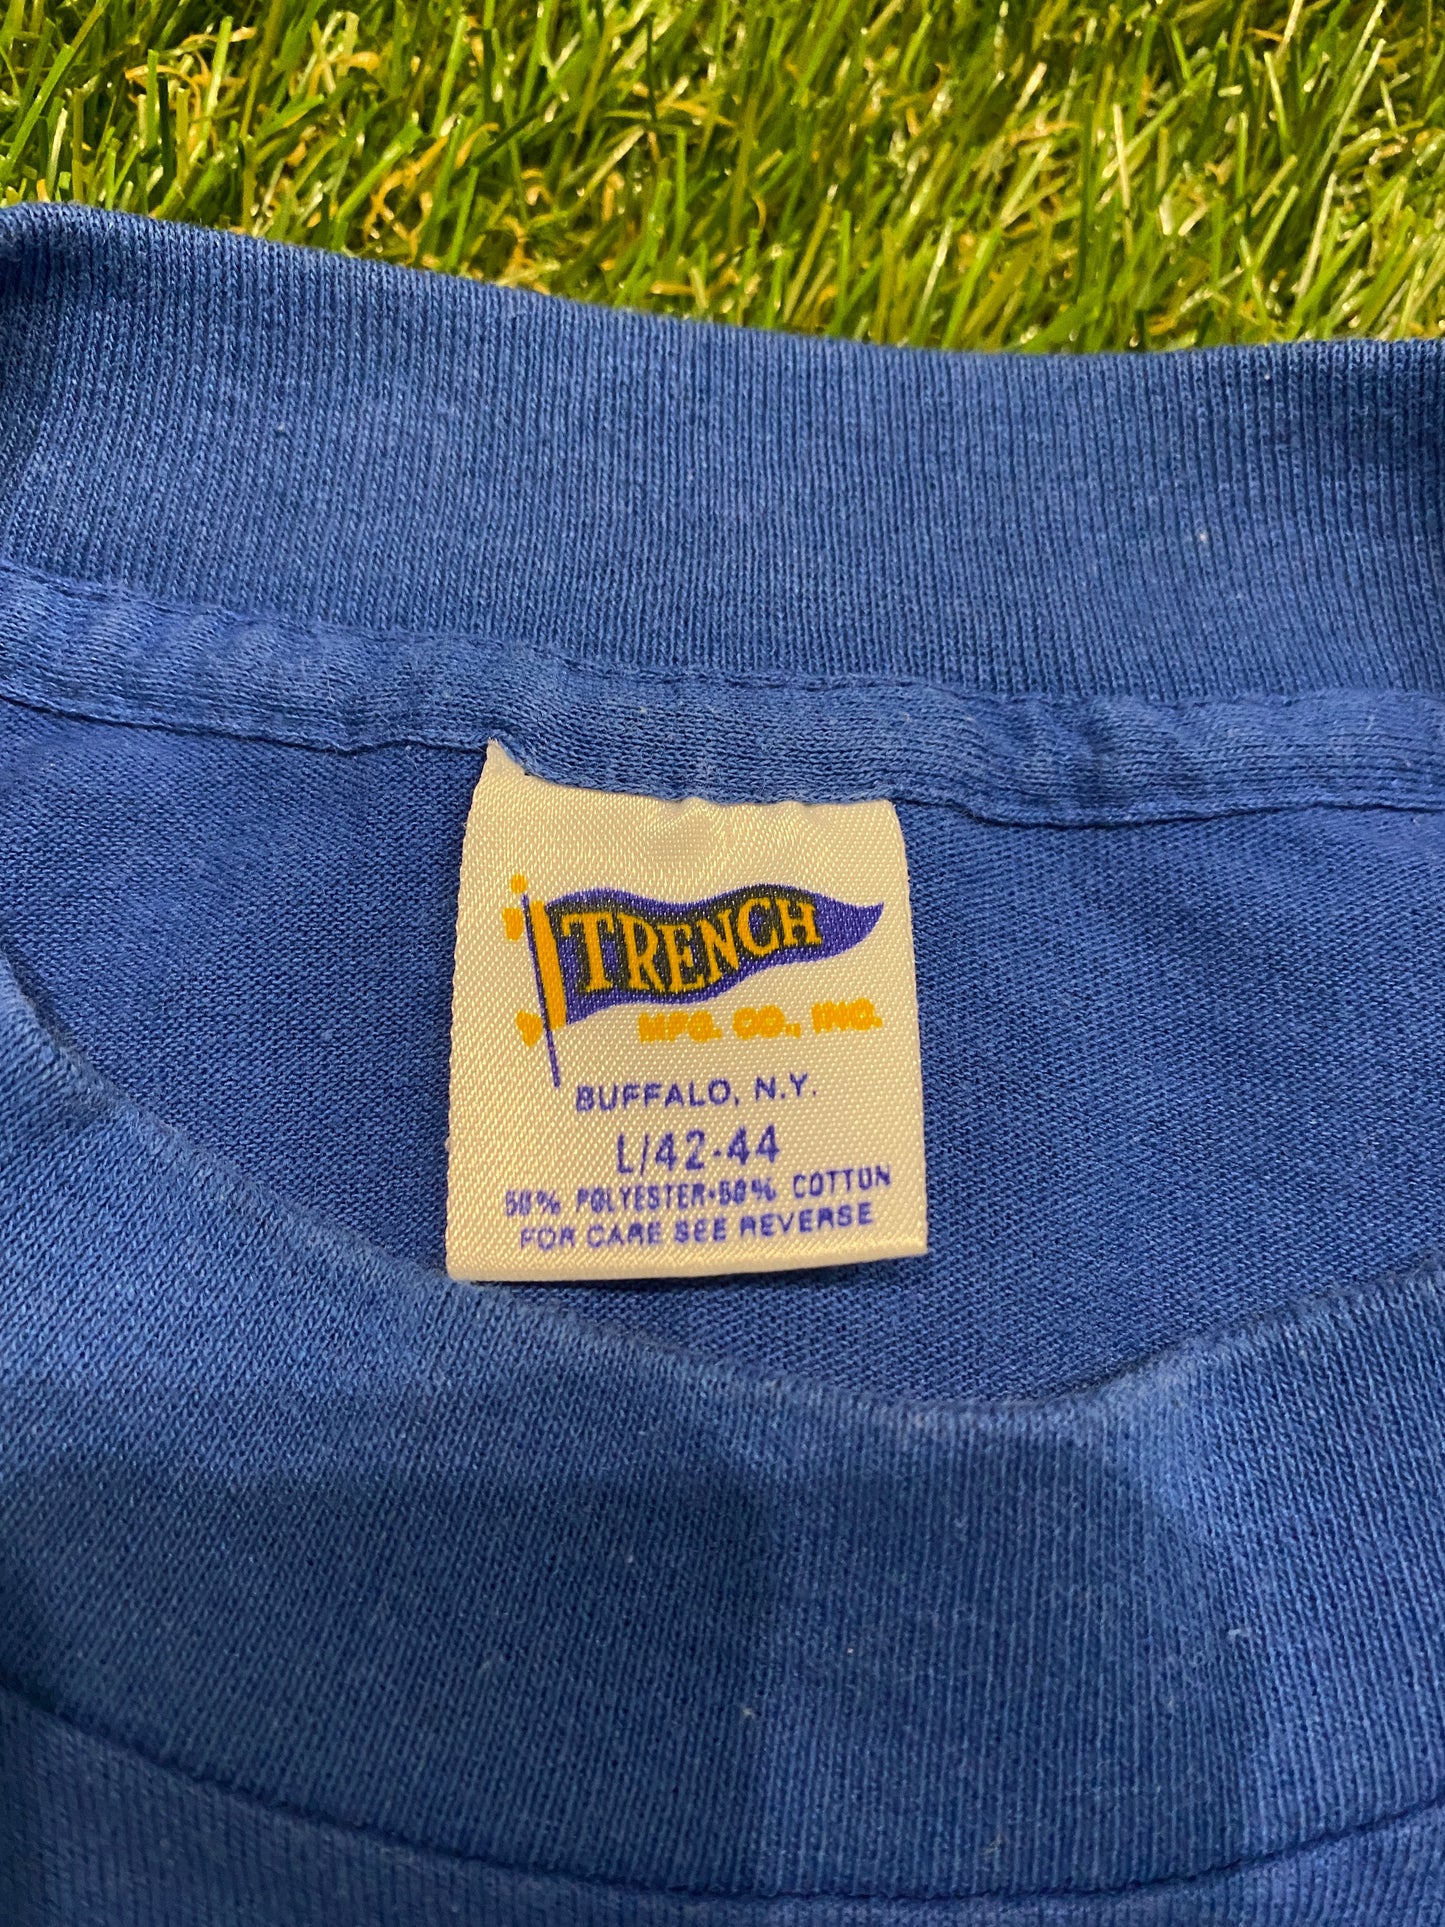 TRENCH
MFG. CO., INC.
BUFFALO, N.Y.
L/42-44
50% POLYESTER•50% COTTON
FOR CARE SEE REVERSE